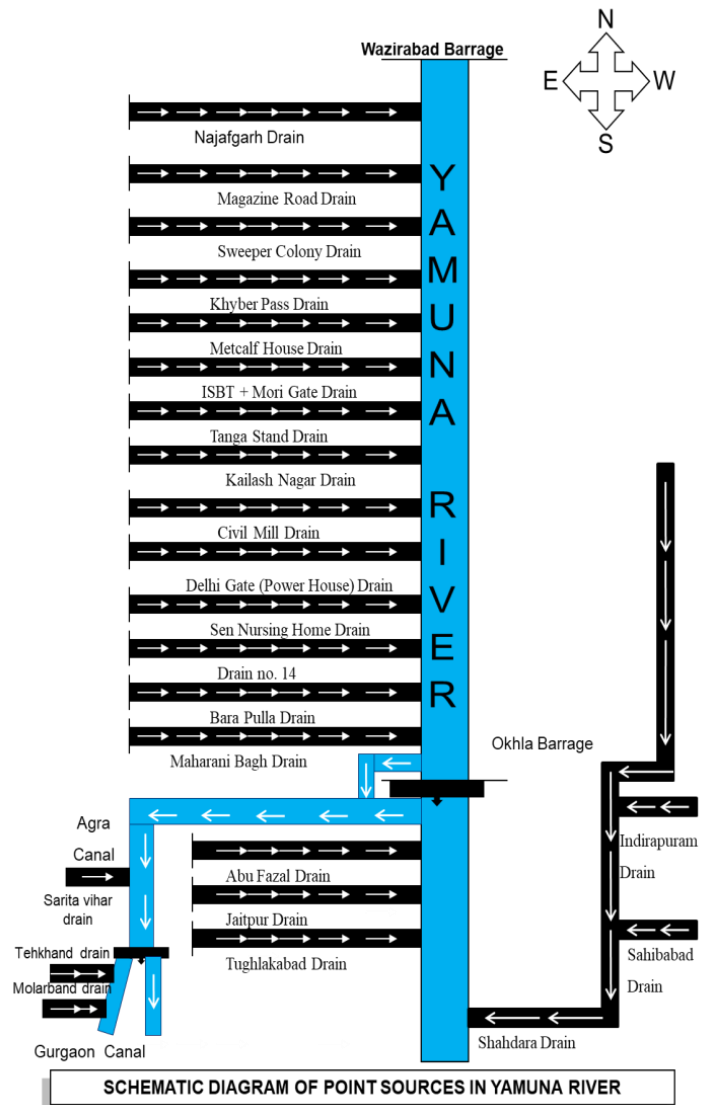 Wazirabad Barrage
N
E W
S
Najafgarh Drain
Magazine Road Drain
Sweeper Colony Drain
Khyber Pass Drain
Metcalf House Drain
ISBT + Mori Gate Drain
Tanga Stand Drain
Kailash Nagar Drain
Civil Mill Drain
Delhi Gate (Power House) Drain
Sen Nursing Home Drain
Drain no. 14
Bara Pulla Drain
Maharani Bagh Drain
YAMUNA RIVER
Okhla Barrage
Agra
Canal
Sarita vihar
drain
Tehkhand drain
Molarband drain
Gurgaon Canal
Abu Fazal Drain
Jaitpur Drain
Tughlakabad Drain
Indirapuram
Drain
Sahibabad
Drain
Shahdara Drain
SCHEMATIC DIAGRAM OF POINT SOURCES IN YAMUNA RIVER